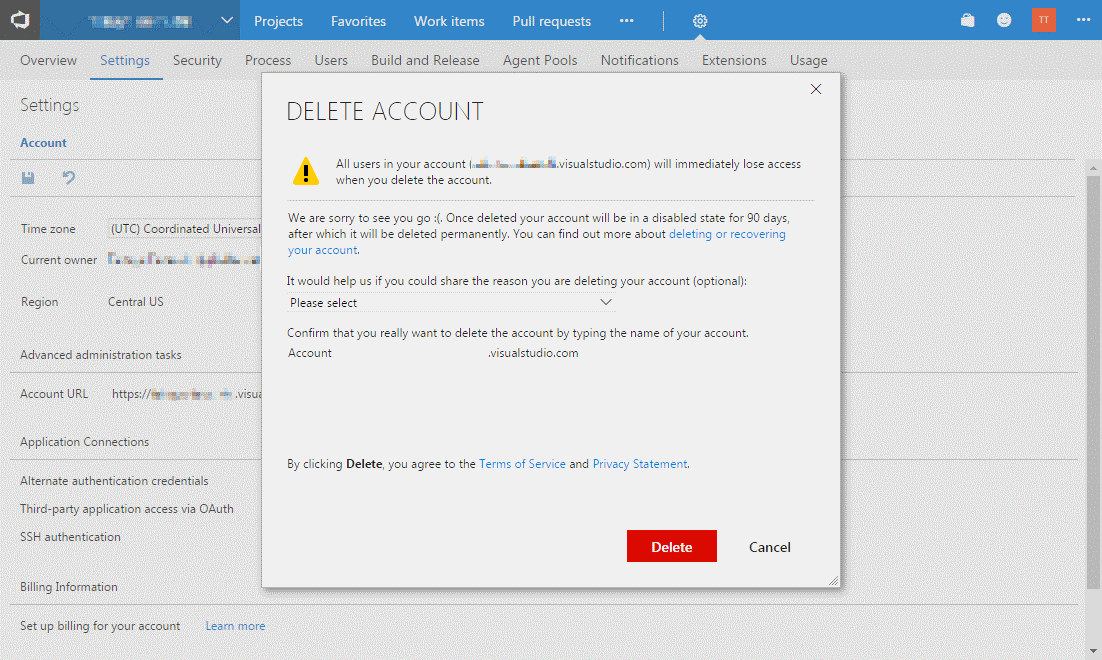 Projects Favorites Work items Pull requests ··· TT ···
Overview Settings Security Process Users Build and Release Agent Pools Notifications Extensions Usage
Settings
Account
Time zone (UTC) Coordinated Universal
Current owner
Region Central US
Advanced administration tasks
Account URL https:// .visua
Application Connections
Alternate authentication credentials
Third-party application access via OAuth
SSH authentication
Billing Information
Set up billing for your account Learn more
DELETE ACCOUNT
All users in your account ( .visualstudio.com) will immediately lose access
when you delete the account.
We are sorry to see you go :(. Once deleted your account will be in a disabled state for 90 days,
after which it will be deleted permanently. You can find out more about deleting or recovering
your account.
It would help us if you could share the reason you are deleting your account (optional):
Please select
Confirm that you really want to delete the account by typing the name of your account.
Account .visualstudio.com
By clicking Delete, you agree to the Terms of Service and Privacy Statement.
Delete Cancel